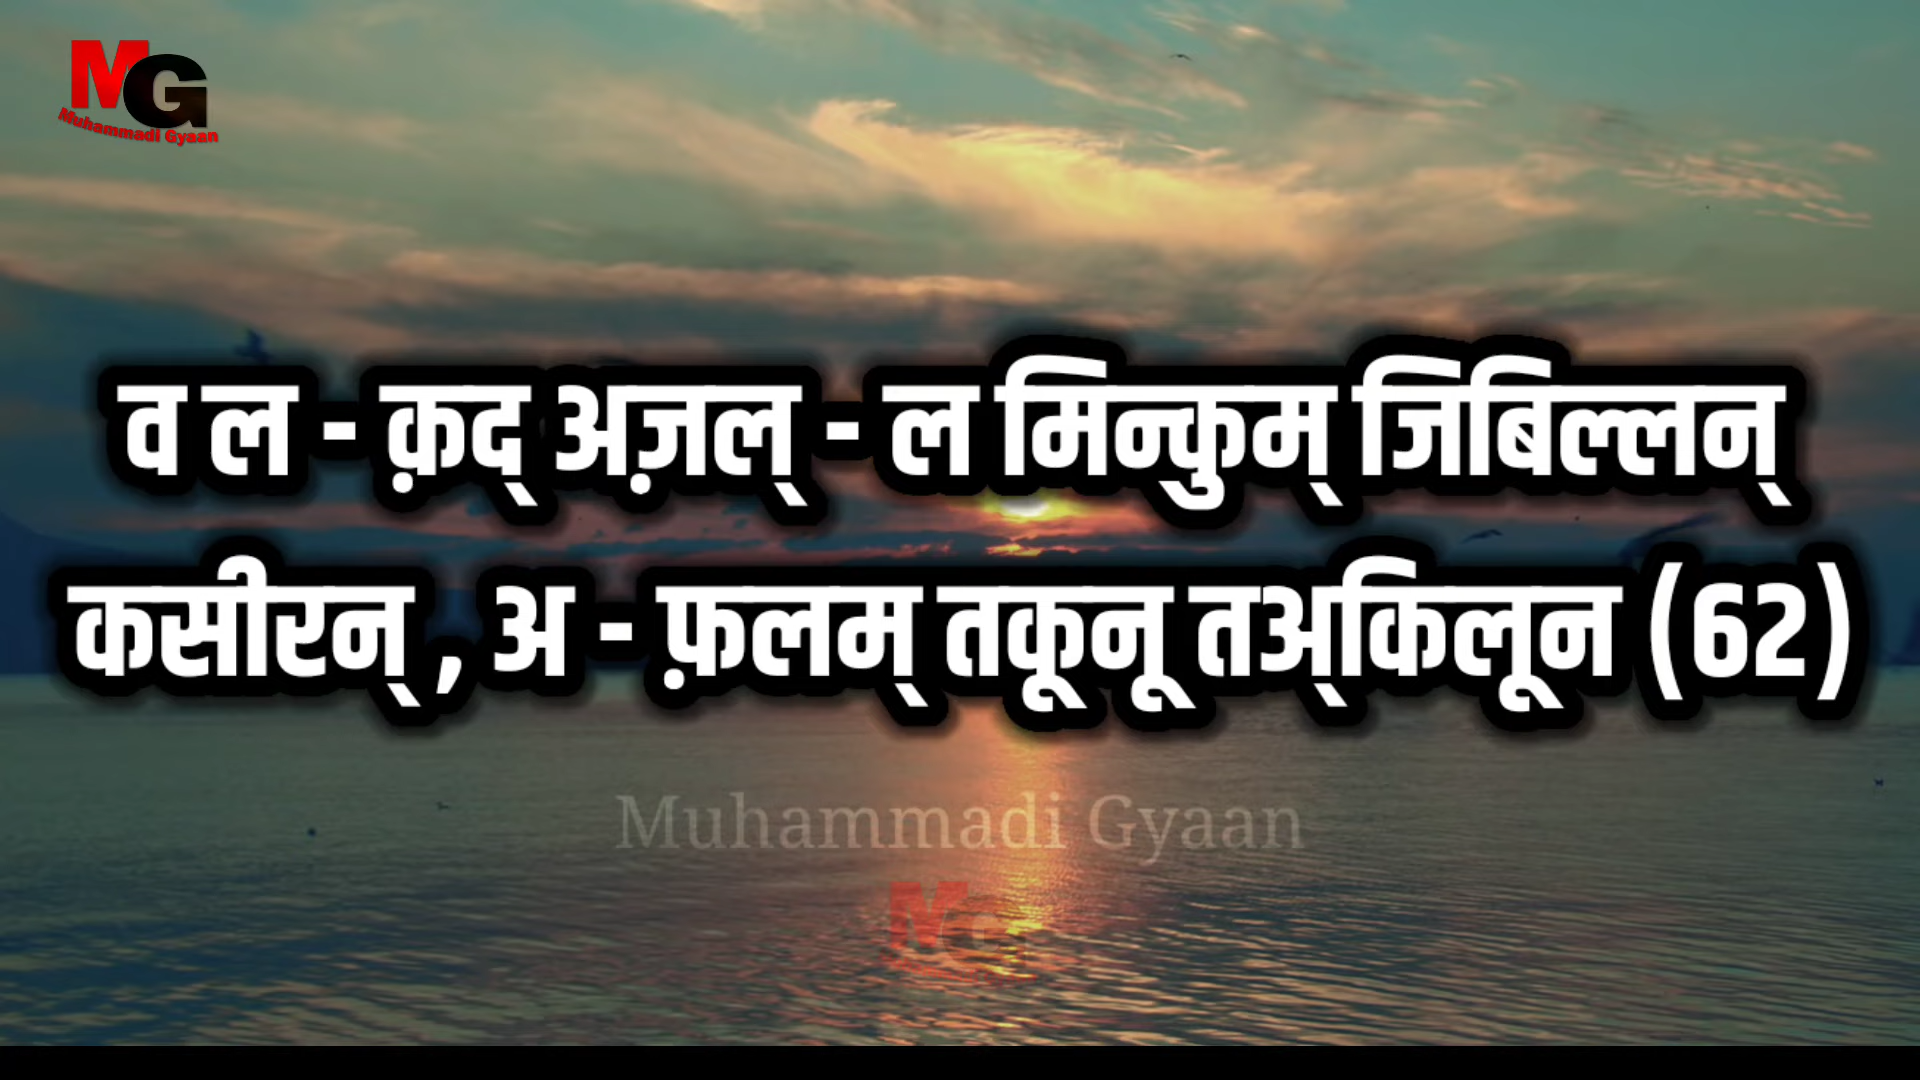 MG
Muhammadi Gyaan
व ल - क़द् अज़ल् - ल मिन्कुम् जिबिल्लन्
कसीरन् , अ - फ़लम् तकूनू तअ्किलून (62)
Muhammadi Gyaan
MG